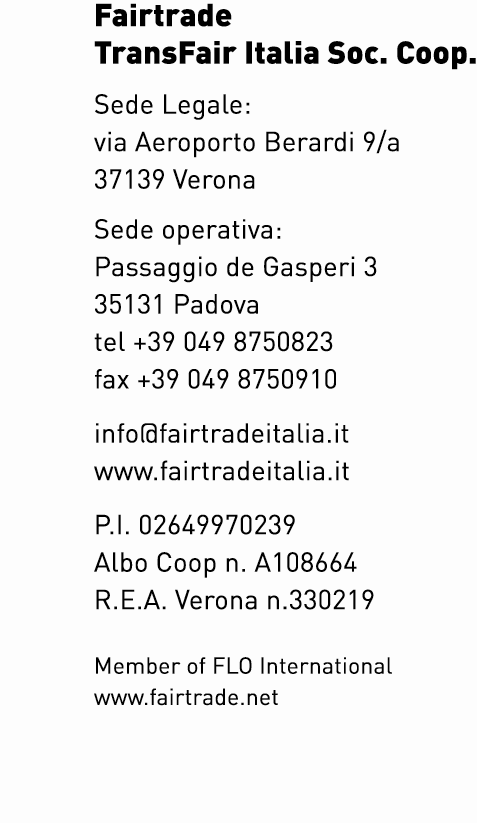 Fairtrade
TransFair Italia Soc. Coop.
Sede Legale:
via Aeroporto Berardi 9/a
37139 Verona
Sede operativa:
Passaggio de Gasperi 3
35131 Padova
tel +39 049 8750823
fax +39 049 8750910
info@fairtradeitalia.it
www.fairtradeitalia.it
P.I. 02649970239
Albo Coop n. A108664
R.E.A. Verona n.330219
Member of FLO International
www.fairtrade.net